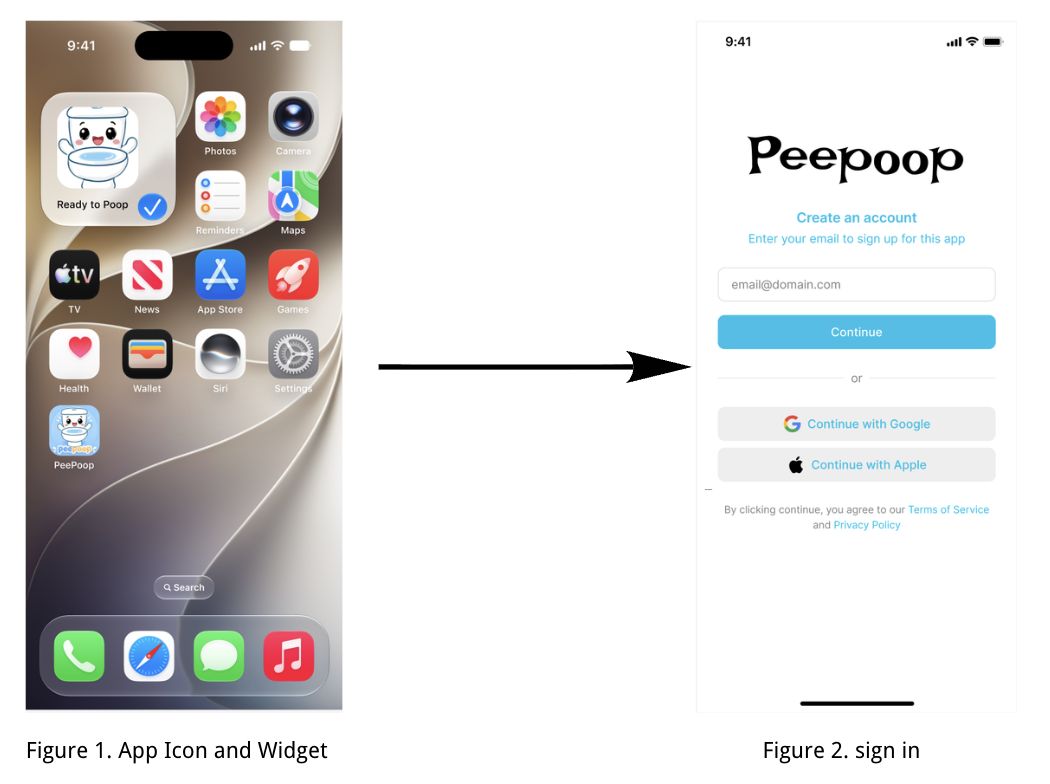 9:41
Ready to Poop
Photos
Camera
Reminders
Maps
tv
TV
News
App Store
Games
Health
Wallet
Siri
Settings
peepoop
PeePoop
Search
Figure 1. App Icon and Widget
9:41
Peepoop
Create an account
Enter your email to sign up for this app
email@domain.com
Continue
or
Continue with Google
Continue with Apple
By clicking continue, you agree to our Terms of Service
and Privacy Policy
Figure 2. sign in